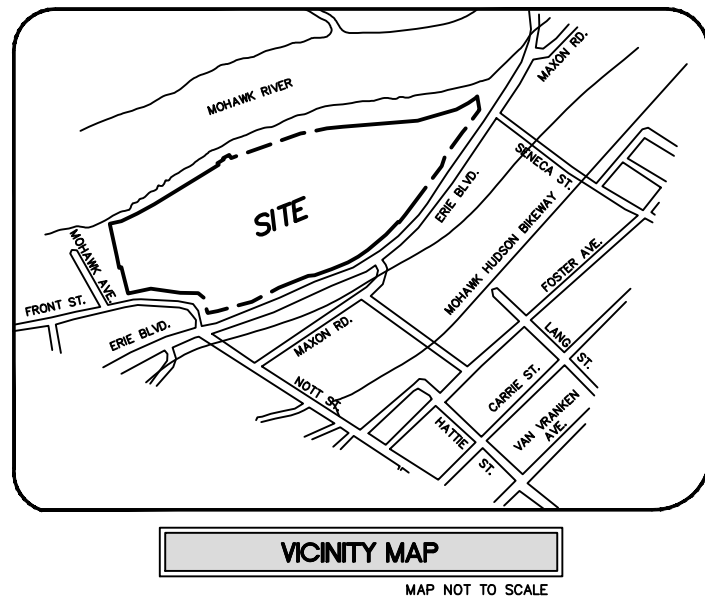 MAXON RD.
MOHAWK RIVER
SENECA ST.
ERIE BLVD.
SITE
MOHAWK HUDSON BIKEWAY
MOHAWK AVE.
FOSTER AVE.
FRONT ST.
ERIE BLVD.
MAXON RD.
LANG ST.
NOTT ST.
CARRIE ST.
VAN VRANKEN
AVE.
HATTIE
ST.
VICINITY MAP
MAP NOT TO SCALE